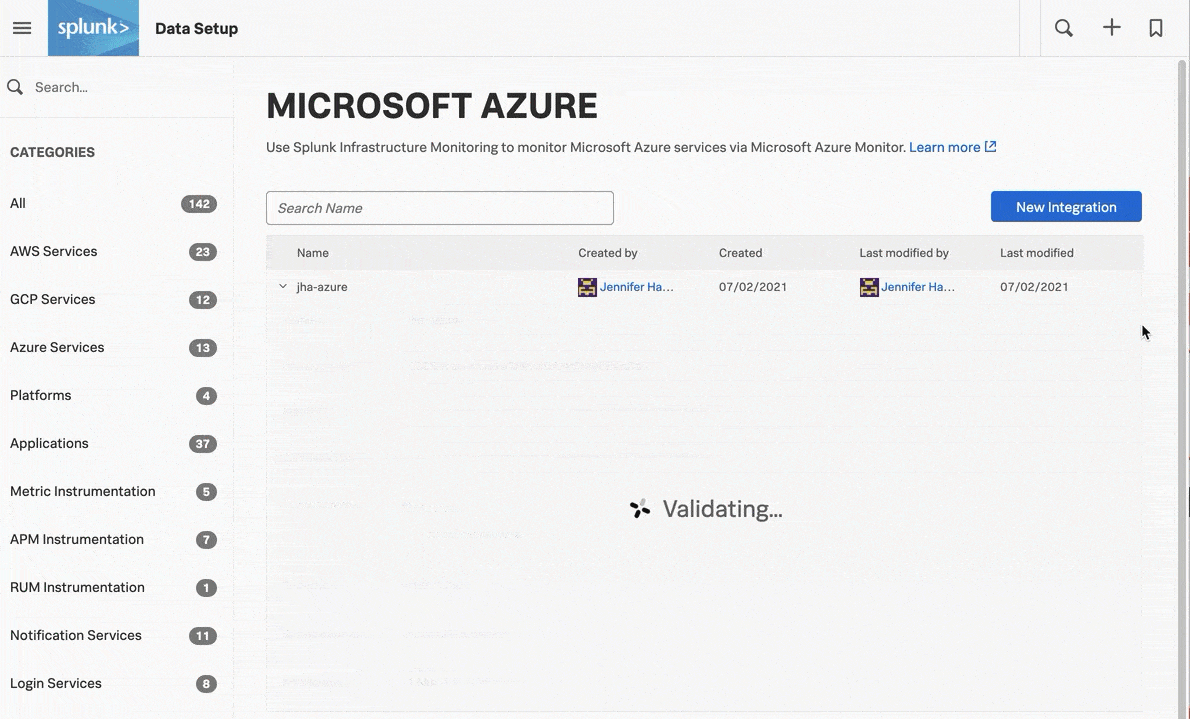 splunk> Data Setup
Search...
CATEGORIES
All 142
AWS Services 23
GCP Services 12
Azure Services 13
Platforms 4
Applications 37
Metric Instrumentation 5
APM Instrumentation 7
RUM Instrumentation 1
Notification Services 11
Login Services 8
MICROSOFT AZURE
Use Splunk Infrastructure Monitoring to monitor Microsoft Azure services via Microsoft Azure Monitor. Learn more
Search Name
New Integration
Name Created by Created Last modified by Last modified
jha-azure Jennifer Ha... 07/02/2021 Jennifer Ha... 07/02/2021
Validating...